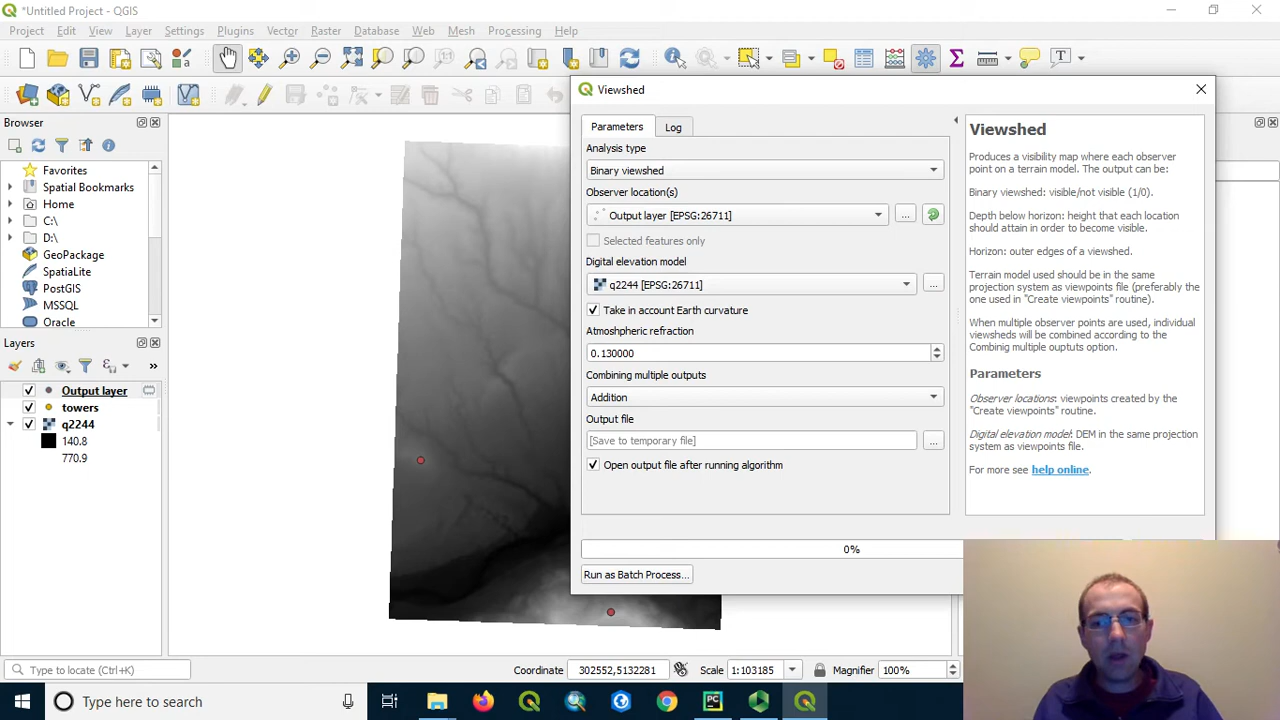 *Untitled Project - QGIS
Project Edit View Layer Settings Plugins Vector Raster Database Web Mesh Processing Help
Browser
Favorites
Spatial Bookmarks
Home
C:\
D:\
GeoPackage
SpatiaLite
PostGIS
MSSQL
Oracle
Layers
Output layer
towers
q2244
140.8
770.9
Viewshed
Parameters Log
Analysis type
Binary viewshed
Observer location(s)
Output layer [EPSG:26711]
...
Selected features only
Digital elevation model
q2244 [EPSG:26711]
...
Take in account Earth curvature
Atmoshpheric refraction
0.130000
Combining multiple outputs
Addition
Output file
[Save to temporary file]
...
Open output file after running algorithm
0%
Run as Batch Process...
Viewshed
Produces a visibility map where each observer
point on a terrain model. The output can be:
Binary viewshed: visible/not visible (1/0).
Depth below horizon: height that each location
should attain in order to become visible.
Horizon: outer edges of a viewshed.
Terrain model used should be in the same
projection system as viewpoints file (preferably the
one used in "Create viewpoints" routine).
When multiple observer points are used, individual
viewsheds will be combined according to the
Combinig multiple ouptuts option.
Parameters
Observer locations: viewpoints created by the
"Create viewpoints" routine.
Digital elevation model: DEM in the same projection
system as viewpoints file.
For more see help online.
Type to locate (Ctrl+K)
Coordinate 302552,5132281 Scale 1:103185 Magnifier 100%
Type here to search